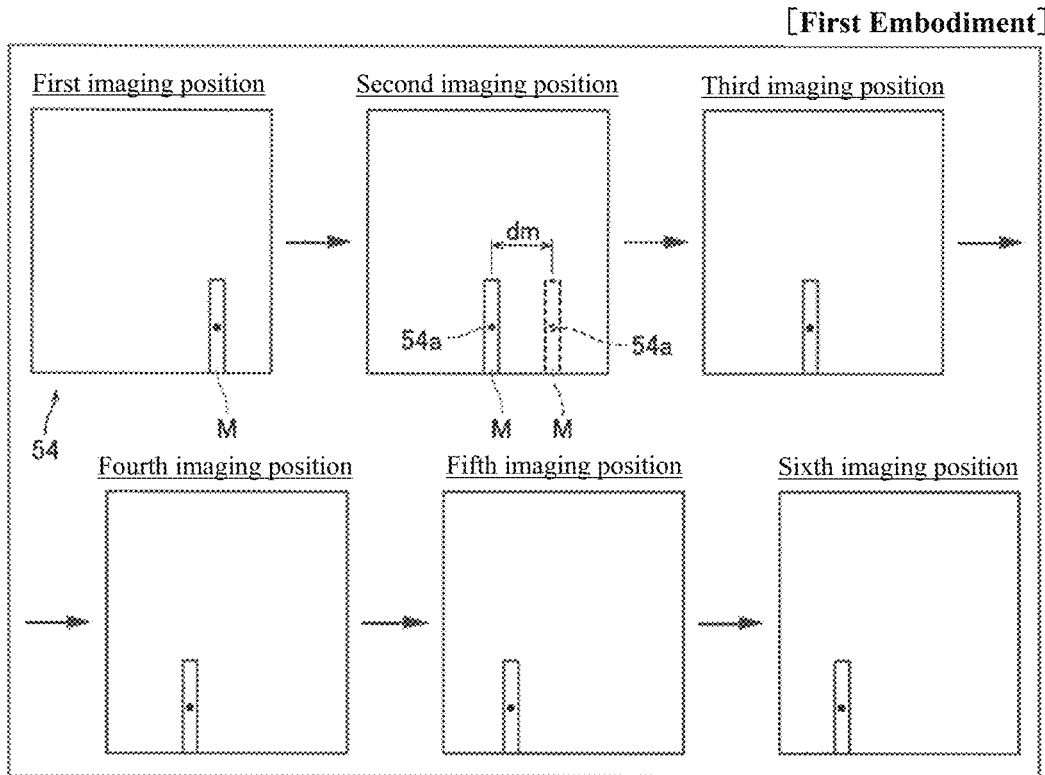 [First Embodiment]
First imaging position
Second imaging position
Third imaging position
dm
54a
54a
M
M
M
54
Fourth imaging position
Fifth imaging position
Sixth imaging position